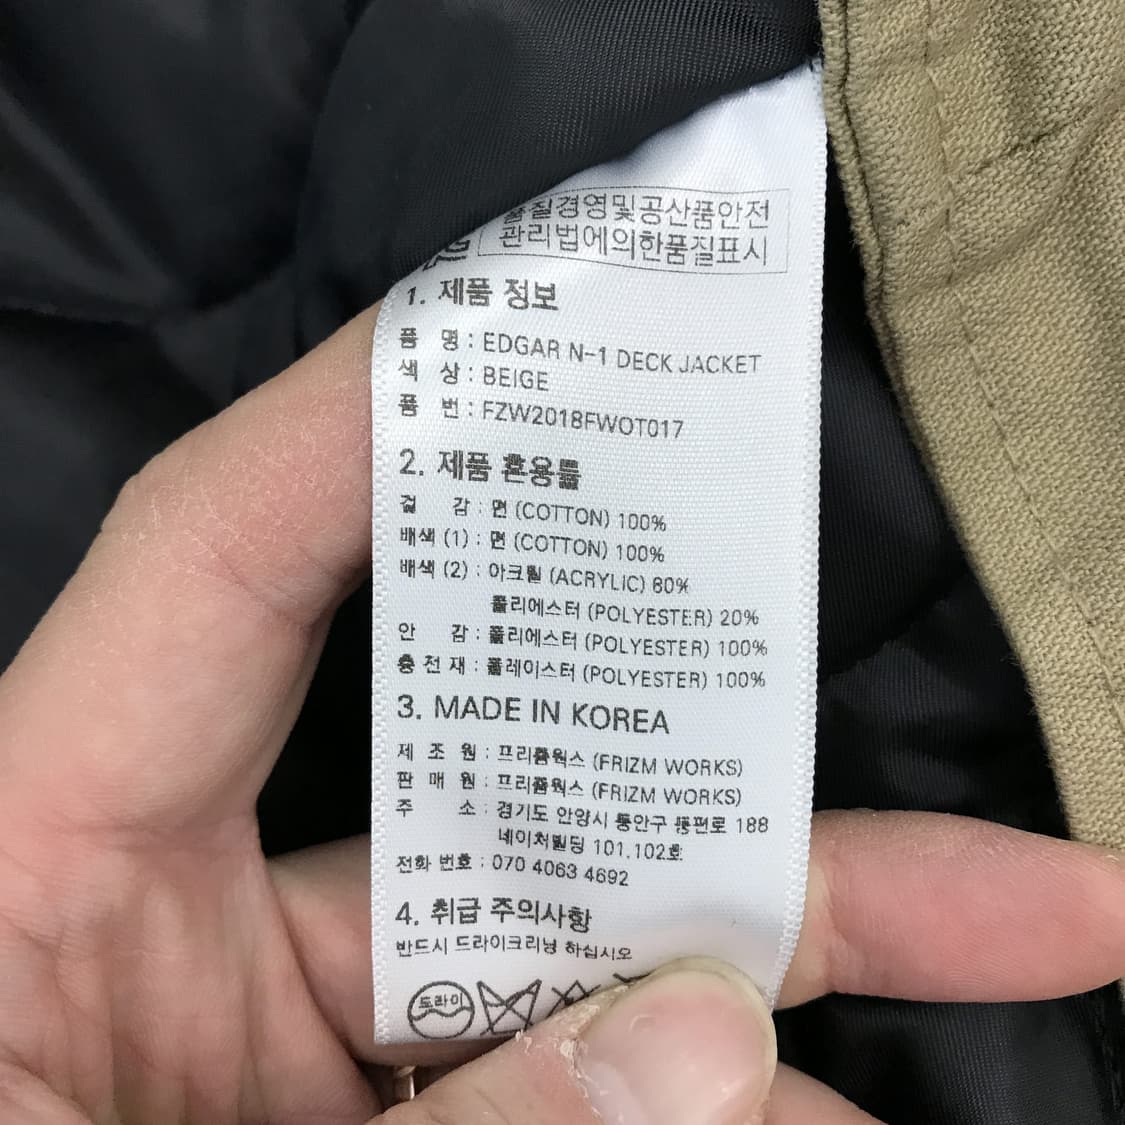 품질경영및공산품안전
관리법에의한품질표시
1. 제품 정보
품 명 : EDGAR N-1 DECK JACKET
색 상 : BEIGE
품 번 : FZW2018FWOT017
2. 제품 혼용률
겉 감 : 면 (COTTON) 100%
배색 (1) : 면 (COTTON) 100%
배색 (2) : 아크릴 (ACRYLIC) 80%
폴리에스터 (POLYESTER) 20%
안 감 : 폴리에스터 (POLYESTER) 100%
충 전 재 : 폴레이스터 (POLYESTER) 100%
3. MADE IN KOREA
제 조 원 : 프리즘웍스 (FRIZM WORKS)
판 매 원 : 프리즘웍스 (FRIZM WORKS)
주 소 : 경기도 안양시 동안구 188
네이처빌딩 101,102호
전화 번호 : 070 4063 4692
4. 취급 주의사항
반드시 드라이크리닝 하십시오
드라이